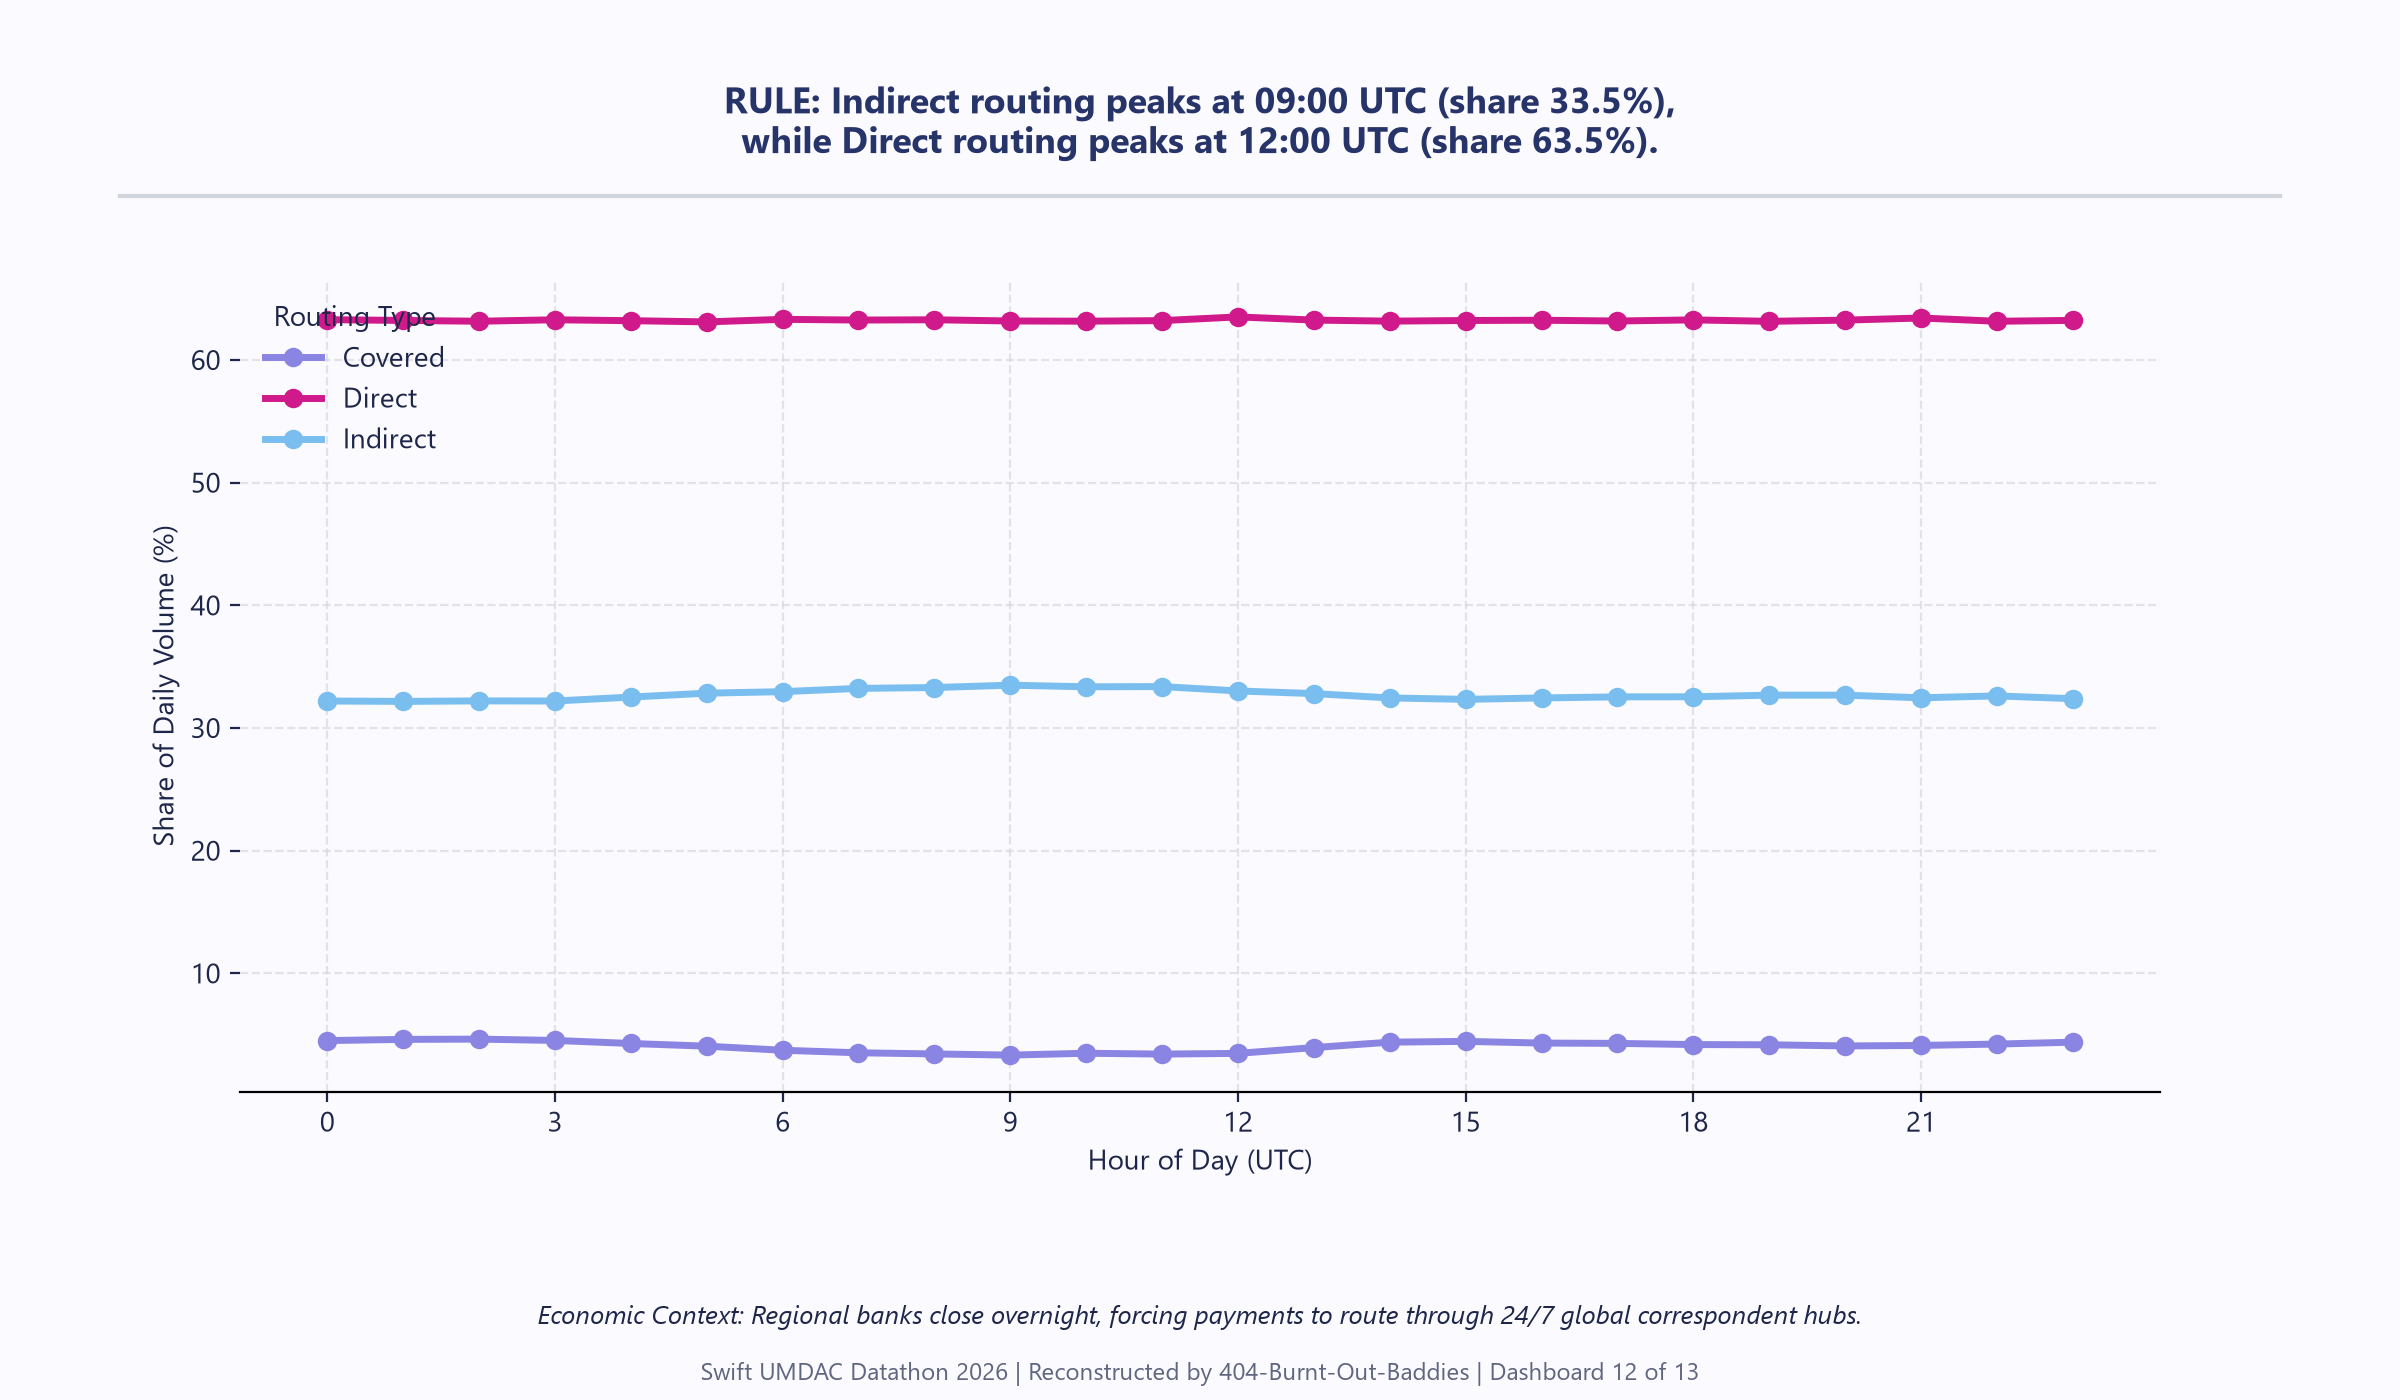 RULE: Indirect routing peaks at 09:00 UTC (share 33.5%),
while Direct routing peaks at 12:00 UTC (share 63.5%).
Routing Type
Covered
Direct
Indirect
Share of Daily Volume (%)
60
50
40
30
20
10
0 3 6 9 12 15 18 21
Hour of Day (UTC)
Economic Context: Regional banks close overnight, forcing payments to route through 24/7 global correspondent hubs.
Swift UMDAC Datathon 2026 | Reconstructed by 404-Burnt-Out-Baddies | Dashboard 12 of 13